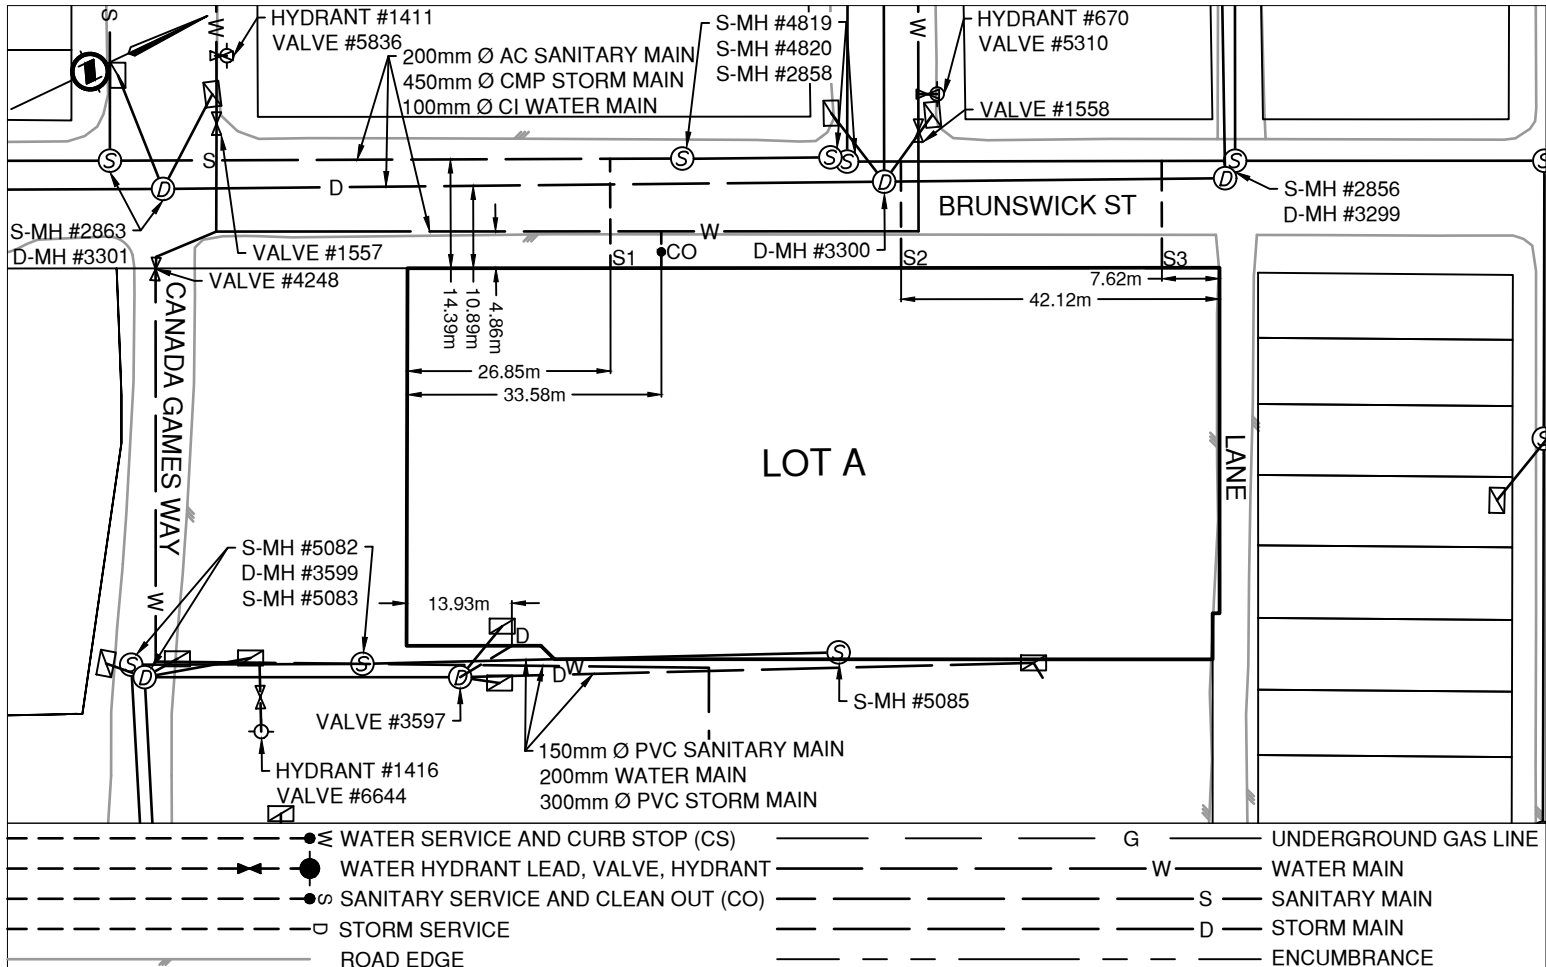 S
W
HYDRANT #1411
VALVE #5836
200mm Ø AC SANITARY MAIN
450mm Ø CMP STORM MAIN
100mm Ø CI WATER MAIN
S-MH #4819
S-MH #4820
S-MH #2858
W
HYDRANT #670
VALVE #5310
VALVE #1558
S
S
S
S
S
S
S
D
D
D
D
S-MH #2863
D-MH #3301
VALVE #1557
VALVE #4248
W
S1
CO
D-MH #3300
BRUNSWICK ST
S2
S3
S-MH #2856
D-MH #3299
7.62m
42.12m
14.39m
10.89m
4.86m
26.85m
33.58m
CANADA GAMES WAY
LOT A
LANE
S
S-MH #5082
D-MH #3599
S-MH #5083
W
13.93m
D
S
D
S
D
D
W
S
S-MH #5085
VALVE #3597
150mm Ø PVC SANITARY MAIN
200mm WATER MAIN
300mm Ø PVC STORM MAIN
HYDRANT #1416
VALVE #6644
W WATER SERVICE AND CURB STOP (CS)
WATER HYDRANT LEAD, VALVE, HYDRANT
S SANITARY SERVICE AND CLEAN OUT (CO)
D STORM SERVICE
ROAD EDGE
G UNDERGROUND GAS LINE
W WATER MAIN
S SANITARY MAIN
D STORM MAIN
ENCUMBRANCE